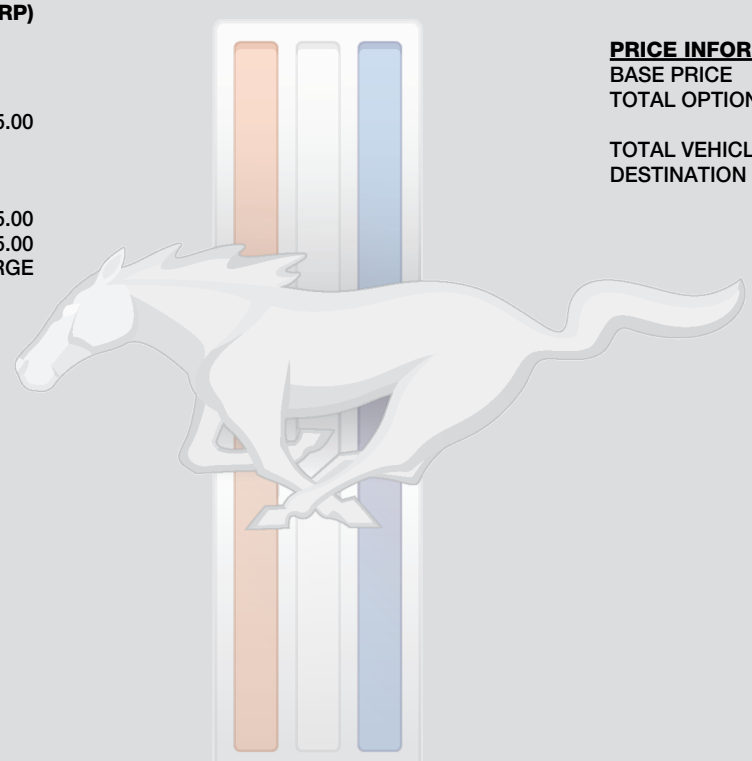 RP)
5.00
5.00
5.00
RGE
PRICE INFOR
BASE PRICE
TOTAL OPTION
TOTAL VEHICL
DESTINATION